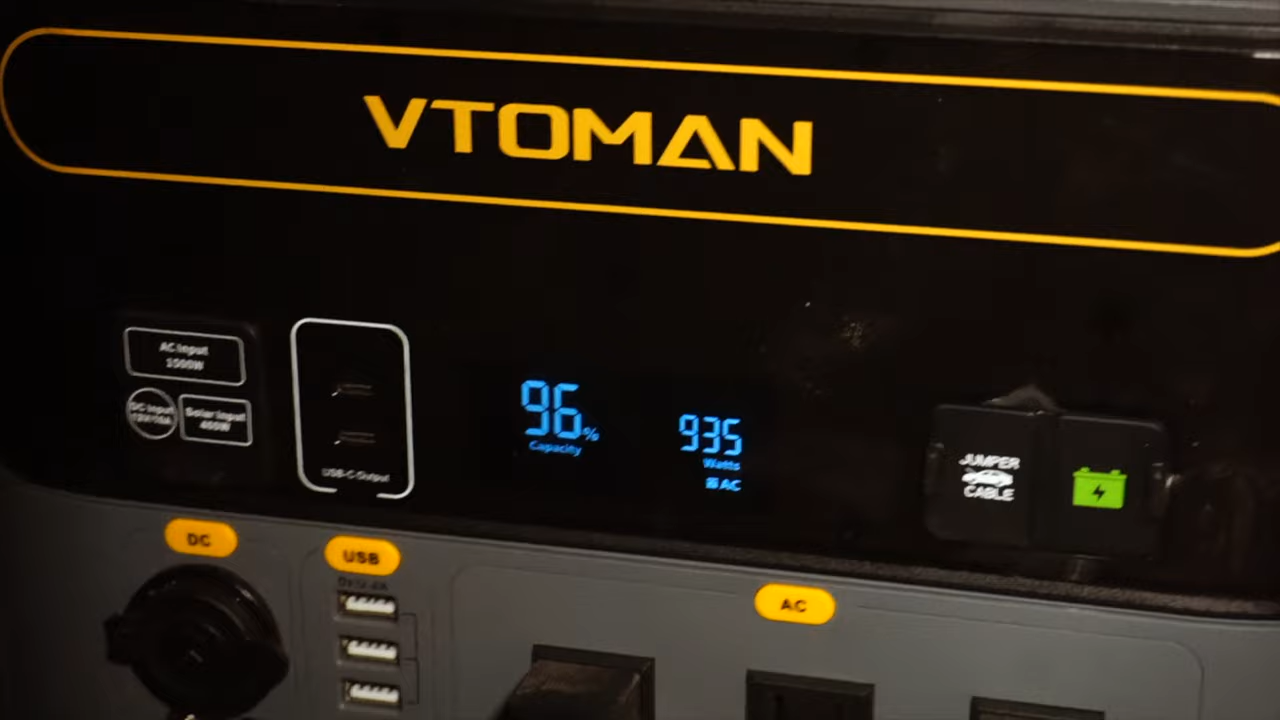 VTOMAN
AC Input
1500W
DC Input
Solar Input
400W
USB-C Output
96%
Capacity
935
Watts
AC
JUMPER
CABLE
DC
USB
AC